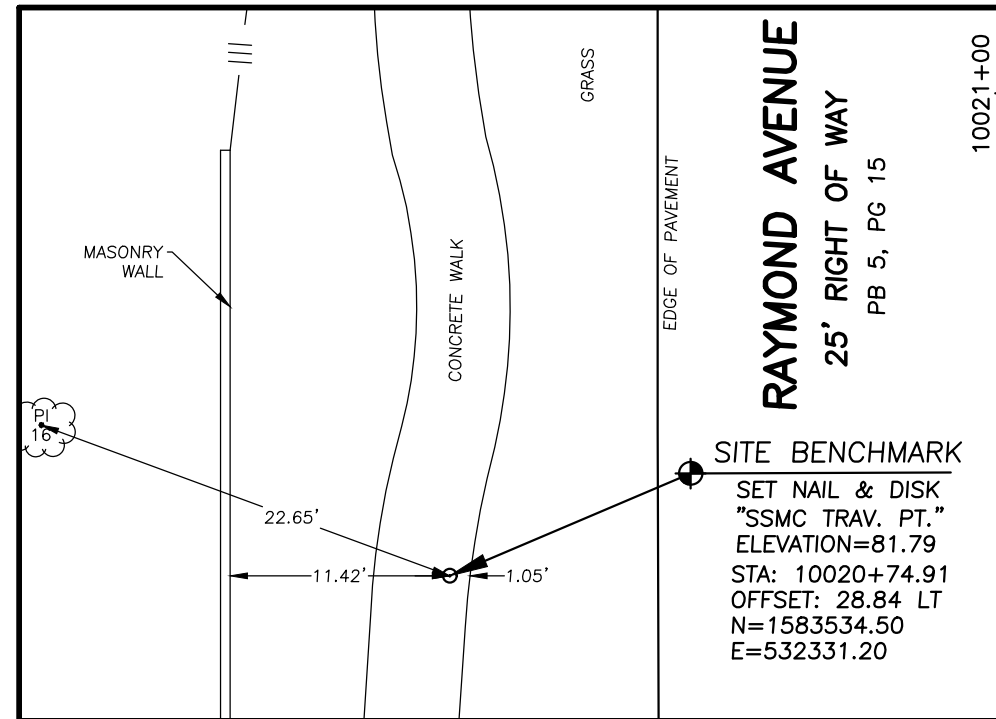 GRASS
RAYMOND AVENUE
25' RIGHT OF WAY
PB 5, PG 15
10021+00
EDGE OF PAVEMENT
MASONRY
WALL
CONCRETE WALK
PI
16
22.65'
11.42'
1.05'
SITE BENCHMARK
SET NAIL & DISK
"SSMC TRAV. PT."
ELEVATION=81.79
STA: 10020+74.91
OFFSET: 28.84 LT
N=1583534.50
E=532331.20